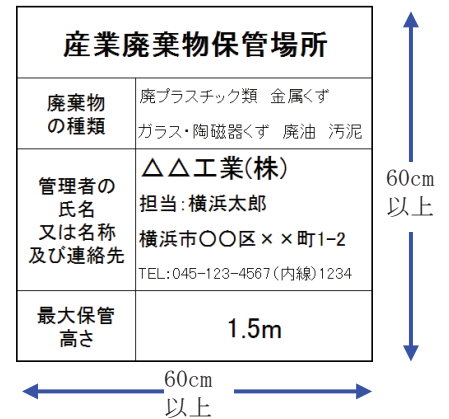 産業廃棄物保管場所
廃棄物
の種類
廃プラスチック類 金属くず
ガラス・陶磁器くず 廃油 汚泥
管理者の
氏名
又は名称
及び連絡先
△△工業(株)
担当:横浜太郎
横浜市〇〇区××町1-2
TEL:045-123-4567(内線)1234
最大保管
高さ
1.5m
60cm
以上
60cm
以上